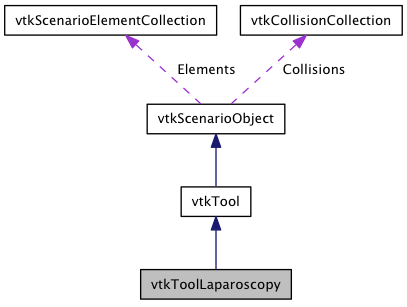 vtkScenarioElementCollection
vtkCollisionCollection
Elements
Collisions
vtkScenarioObject
vtkTool
vtkToolLaparoscopy